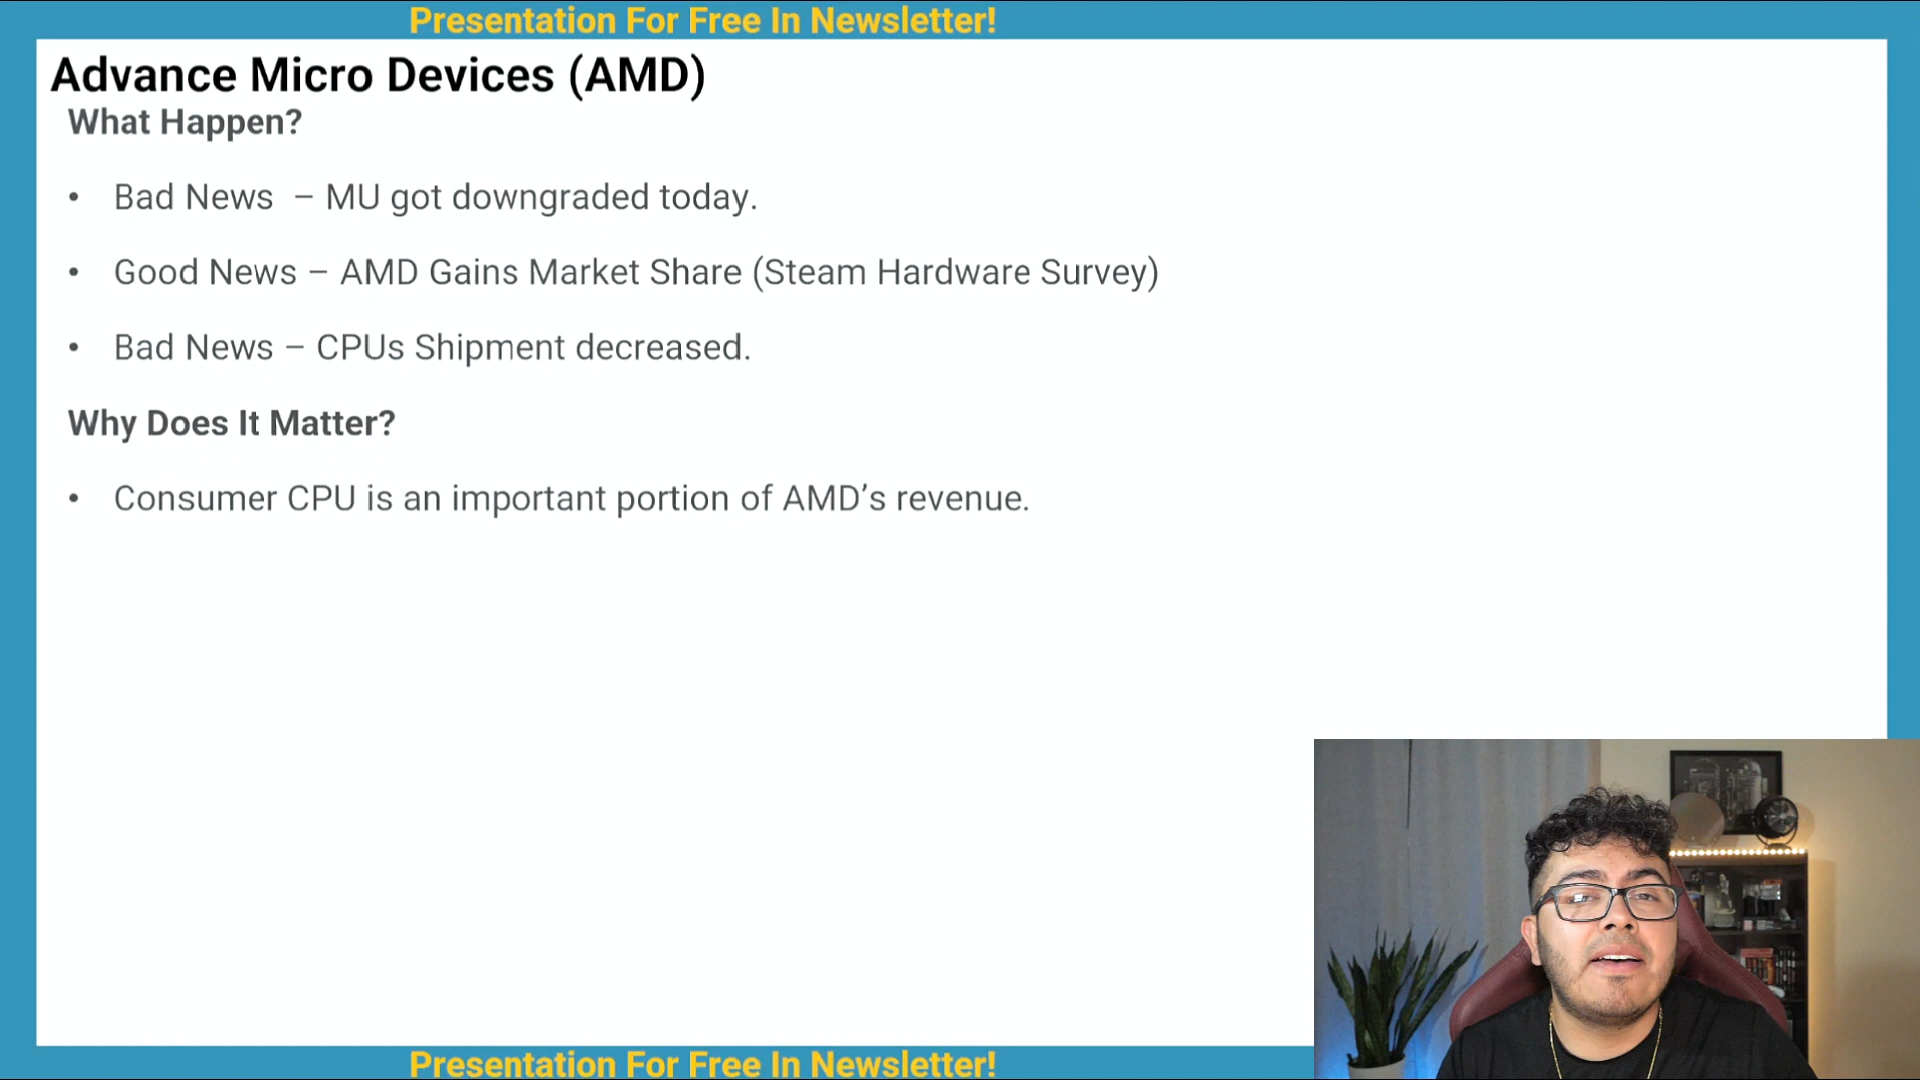 Presentation For Free In Newsletter!
Advance Micro Devices (AMD)
What Happen?
• Bad News – MU got downgraded today.
• Good News – AMD Gains Market Share (Steam Hardware Survey)
• Bad News – CPUs Shipment decreased.
Why Does It Matter?
• Consumer CPU is an important portion of AMD’s revenue.
Presentation For Free In Newsletter!